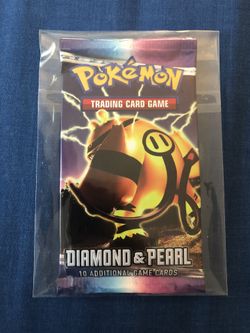 POKéMON
TRADING CARD GAME
DIAMOND & PEARL
10 ADDITIONAL GAME CARDS